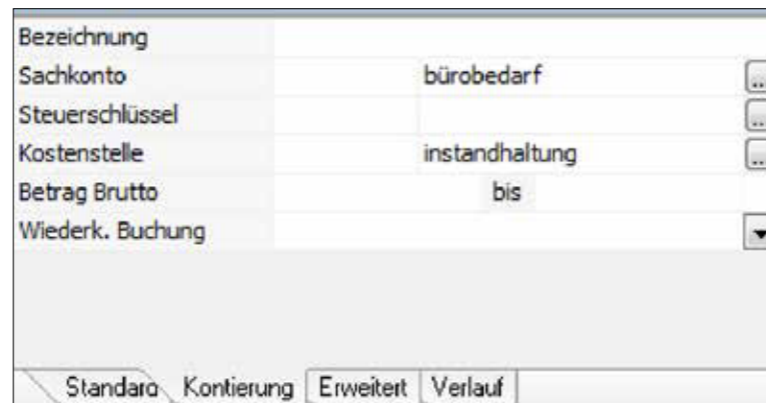 Bezeichnung
Sachkonto bürobedarf ...
Steuerschlüssel ...
Kostenstelle instandhaltung ...
Betrag Brutto bis
Wiederk. Buchung
Standard Kontierung Erweitert Verlauf